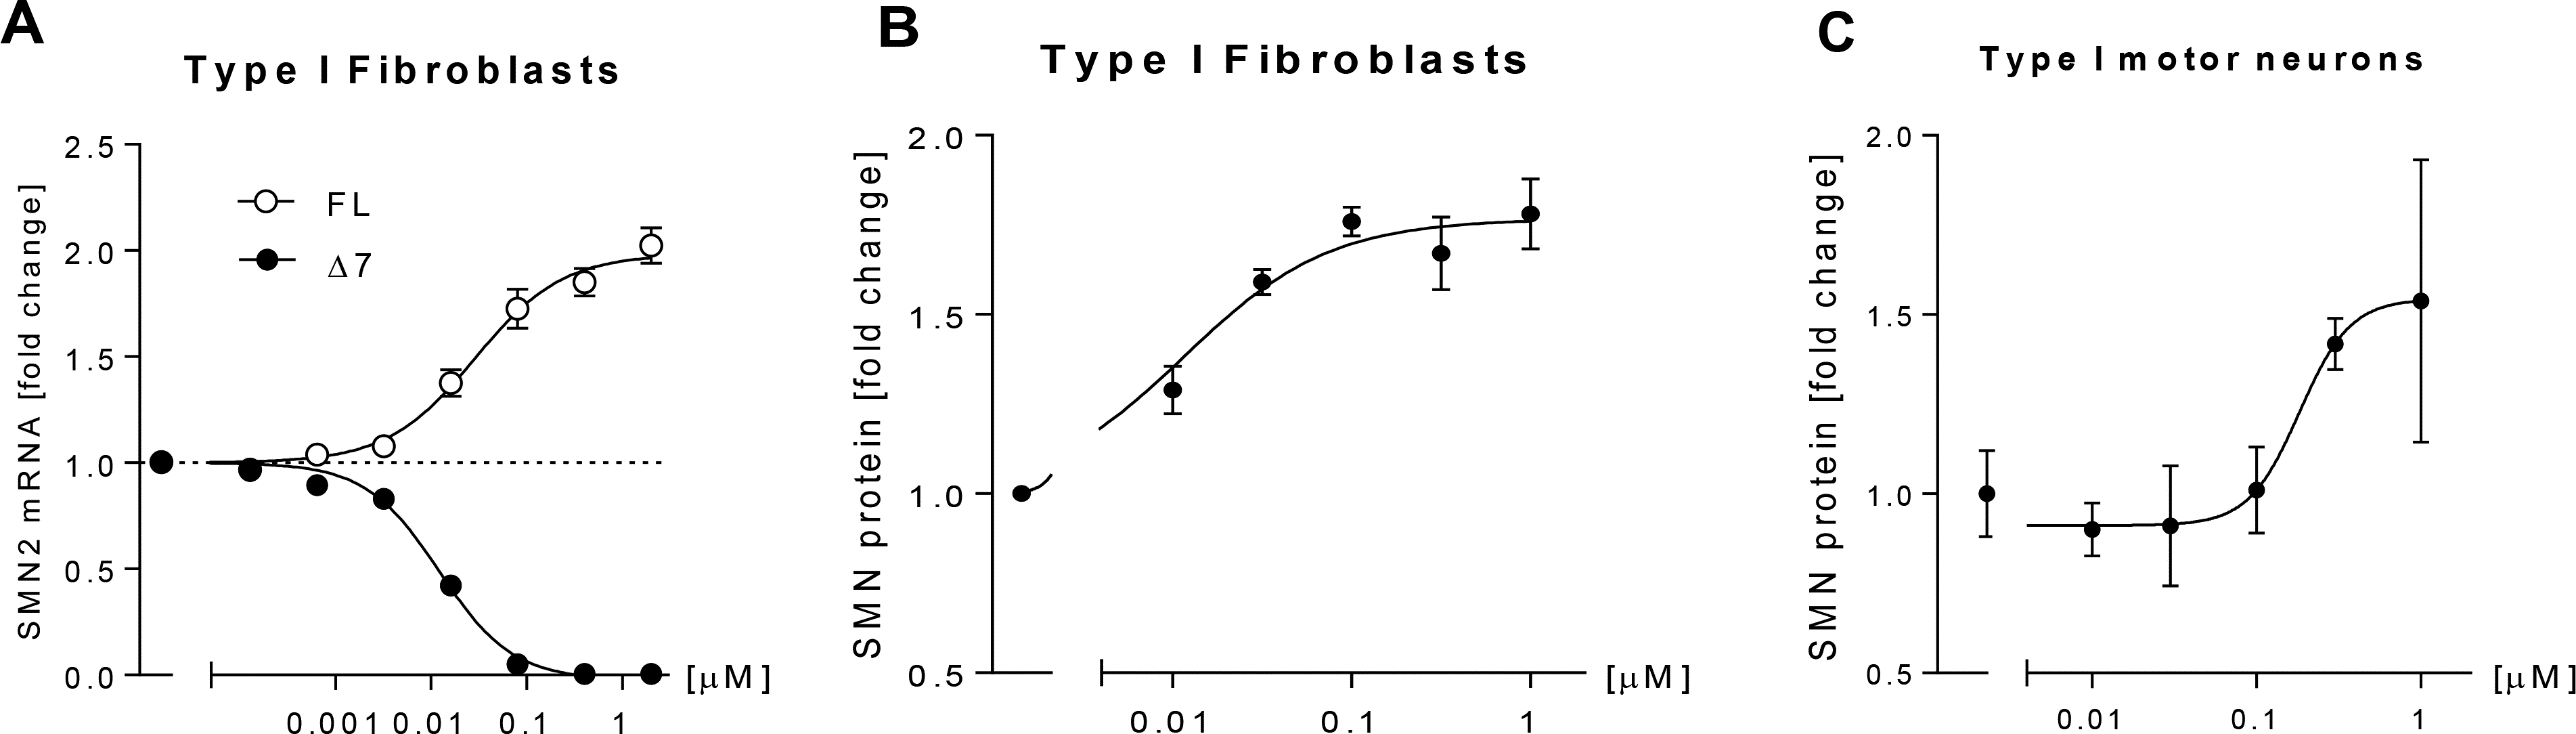 A
Type I Fibroblasts
SMN2 mRNA [fold change]
2.5
2.0
1.5
1.0
0.5
0.0
FL
Δ7
0.001 0.01 0.1 1
[μM]
B
Type I Fibroblasts
SMN protein [fold change]
2.0
1.5
1.0
0.5
0.01 0.1 1
[μM]
C
Type I motor neurons
SMN protein [fold change]
2.0
1.5
1.0
0.5
0.01 0.1 1
[μM]